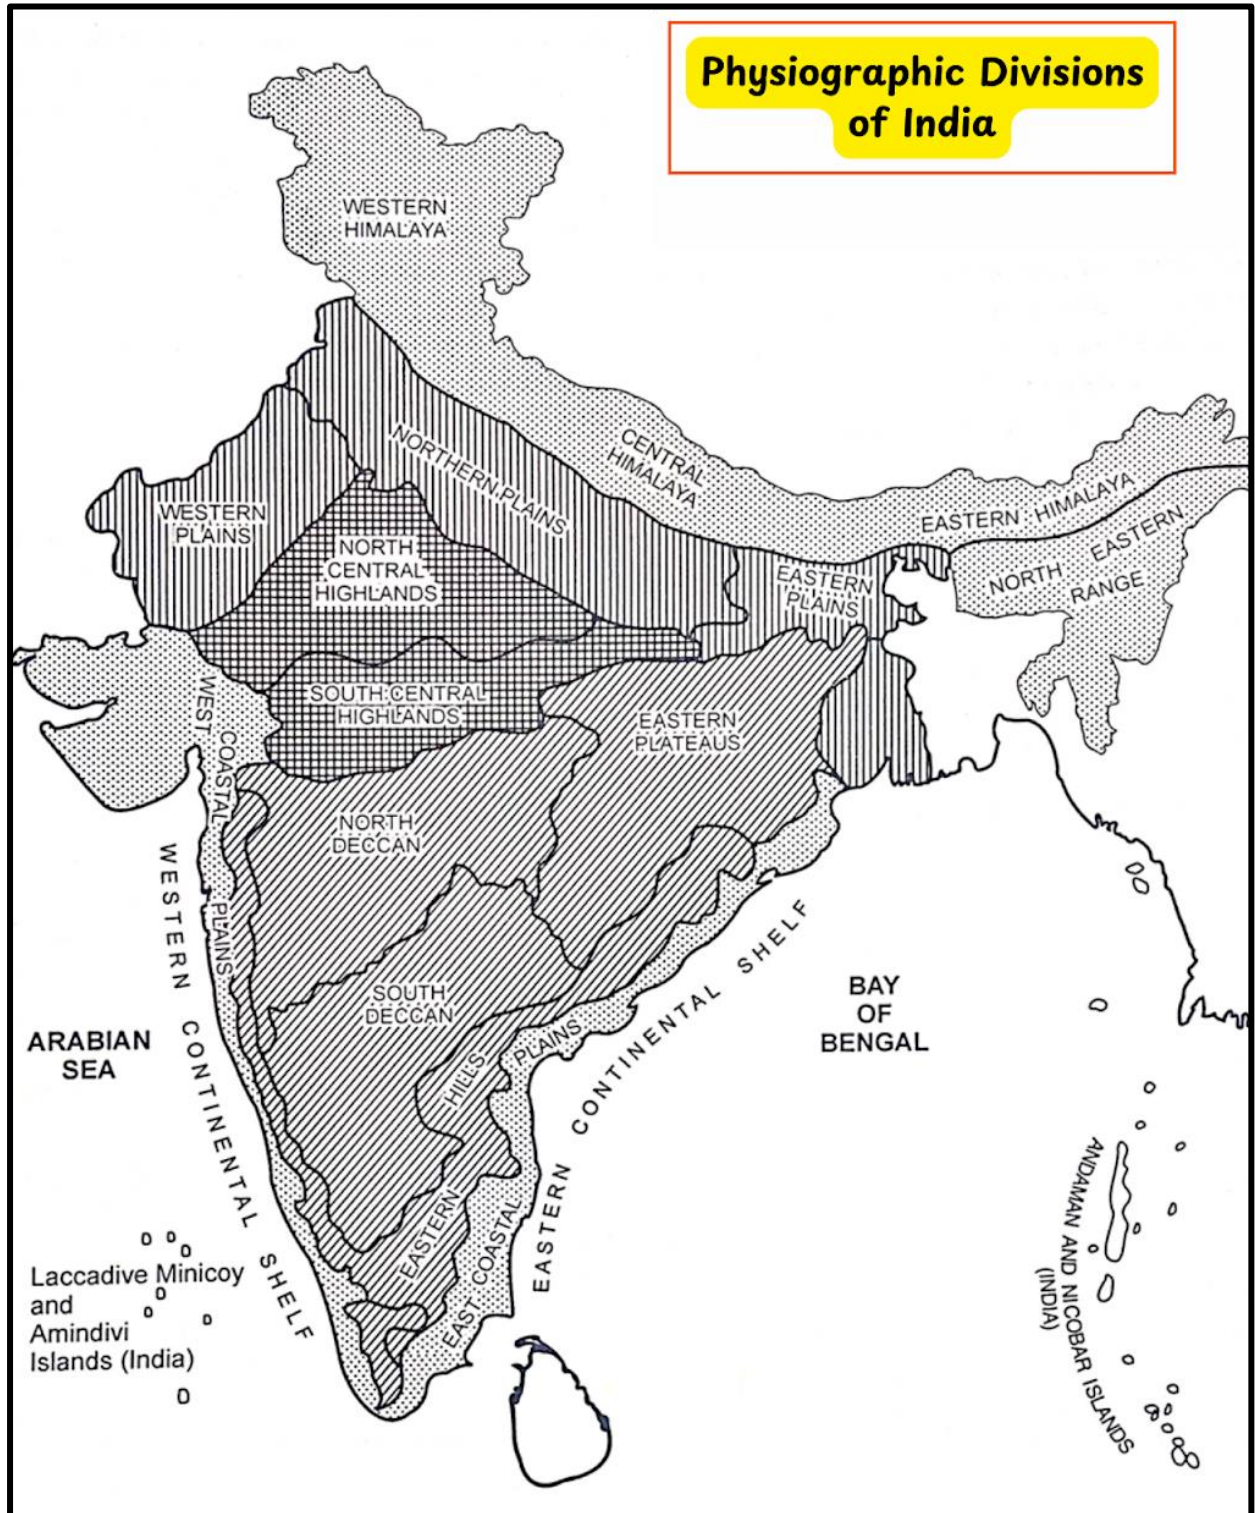 Physiographic Divisions
of India
WESTERN
HIMALAYA
CENTRAL
HIMALAYA
NORTHERN PLAINS
WESTERN
PLAINS
EASTERN HIMALAYA
NORTH EASTERN
RANGE
NORTH
CENTRAL
HIGHLANDS
EASTERN
PLAINS
SOUTH CENTRAL
HIGHLANDS
EASTERN
PLATEAUS
WEST COASTAL PLAINS
NORTH
DECCAN
SOUTH
DECCAN
EASTERN HILLS
EAST COASTAL PLAINS
WESTERN CONTINENTAL SHELF
EASTERN CONTINENTAL SHELF
ARABIAN
SEA
BAY
OF
BENGAL
Laccadive Minicoy
and
Amindivi
Islands (India)
ANDAMAN AND NICOBAR ISLANDS
(INDIA)